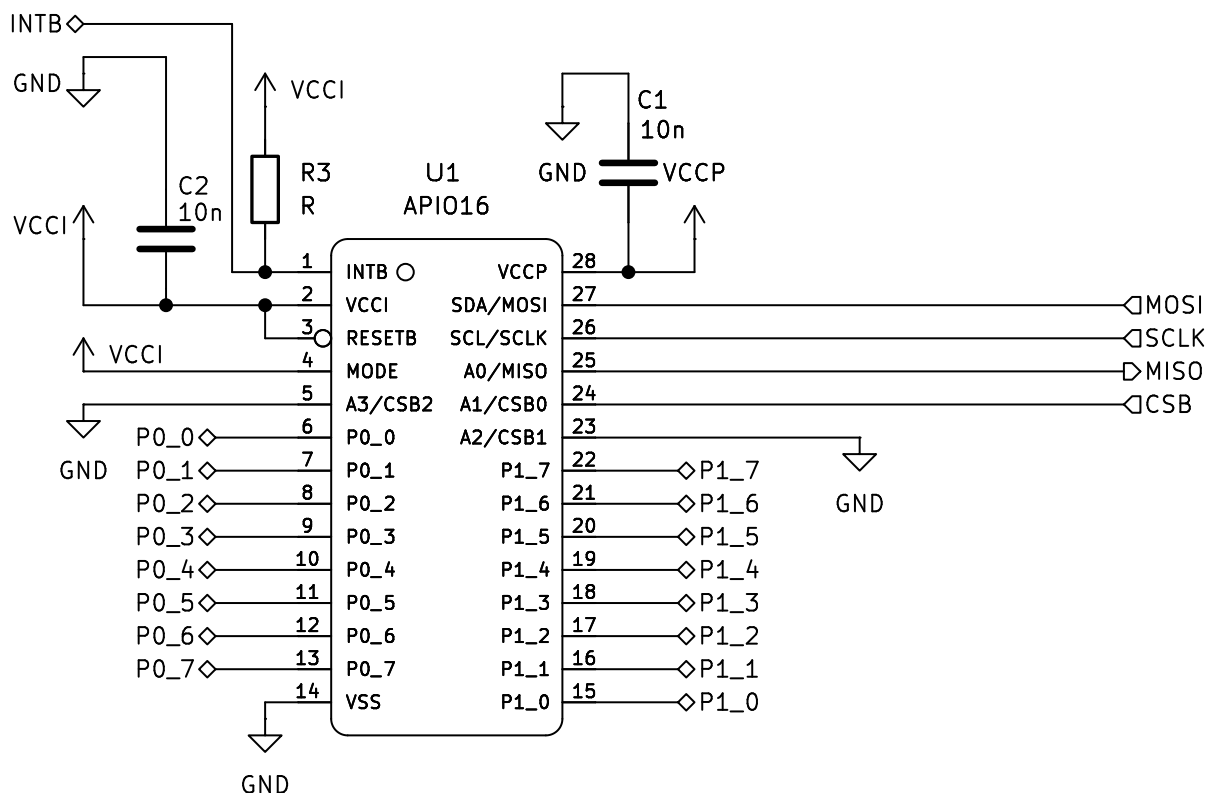 INTB
GND
VCCI
C1
10n
U1
APIO16
R3
R
GND
VCCP
C2
10n
VCCI
1
INTB
VCCP
28
2
VCCI
SDA/MOSI
27
MOSI
3
RESETB
SCL/SCLK
26
SCLK
VCCI
4
MODE
A0/MISO
25
MISO
5
A3/CSB2
A1/CSB0
24
CSB
GND
P0_0
6
P0_0
A2/CSB1
23
GND
P0_1
7
P0_1
P1_7
22
P1_7
P0_2
8
P0_2
P1_6
21
P1_6
P0_3
9
P0_3
P1_5
20
P1_5
P0_4
10
P0_4
P1_4
19
P1_4
P0_5
11
P0_5
P1_3
18
P1_3
P0_6
12
P0_6
P1_2
17
P1_2
P0_7
13
P0_7
P1_1
16
P1_1
14
VSS
P1_0
15
P1_0
GND